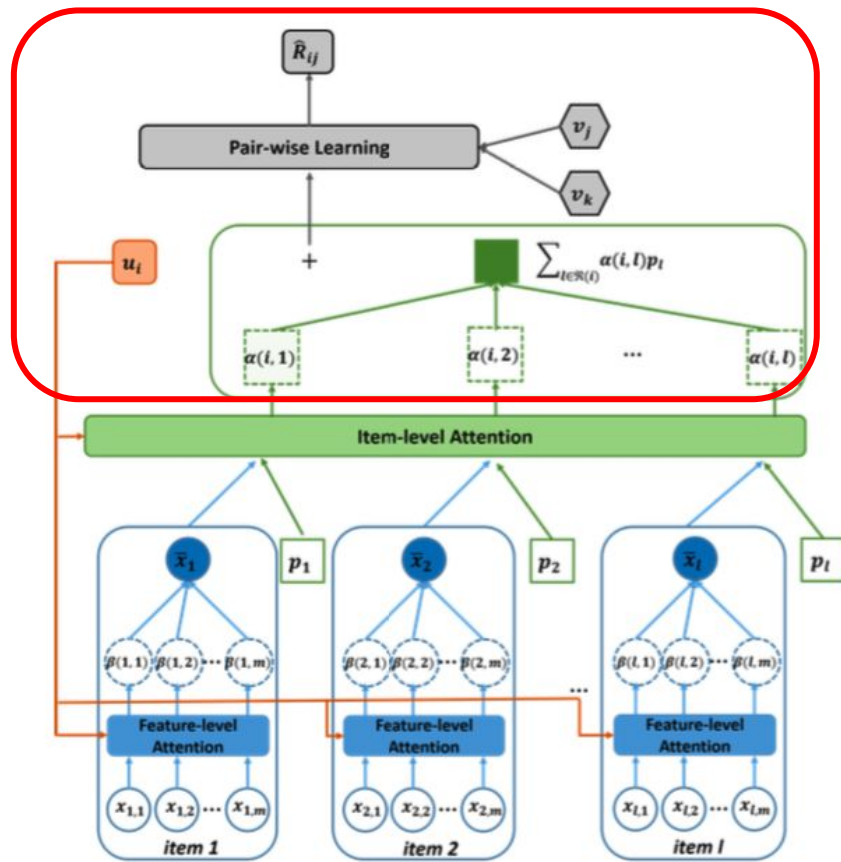 R̂ᵢⱼ
Pair-wise Learning
vⱼ
vₖ
uᵢ
+
∑_{l∈ℜ(i)} α(i, l)pₗ
α(i, 1) α(i, 2) ... α(i, l)
Item-level Attention
x̄₁ p₁ x̄₂ p₂ x̄ₗ pₗ
β(1, 1) β(1, 2) ... β(1, m) β(2, 1) β(2, 2) ... β(2, m) β(l, 1) β(l, 2) ... β(l, m)
...
Feature-level Feature-level Feature-level
Attention Attention Attention
x₁,₁ x₁,₂ ... x₁,ₘ x₂,₁ x₂,₂ ... x₂,ₘ xₗ,₁ xₗ,₂ ... xₗ,ₘ
item 1 item 2 item l